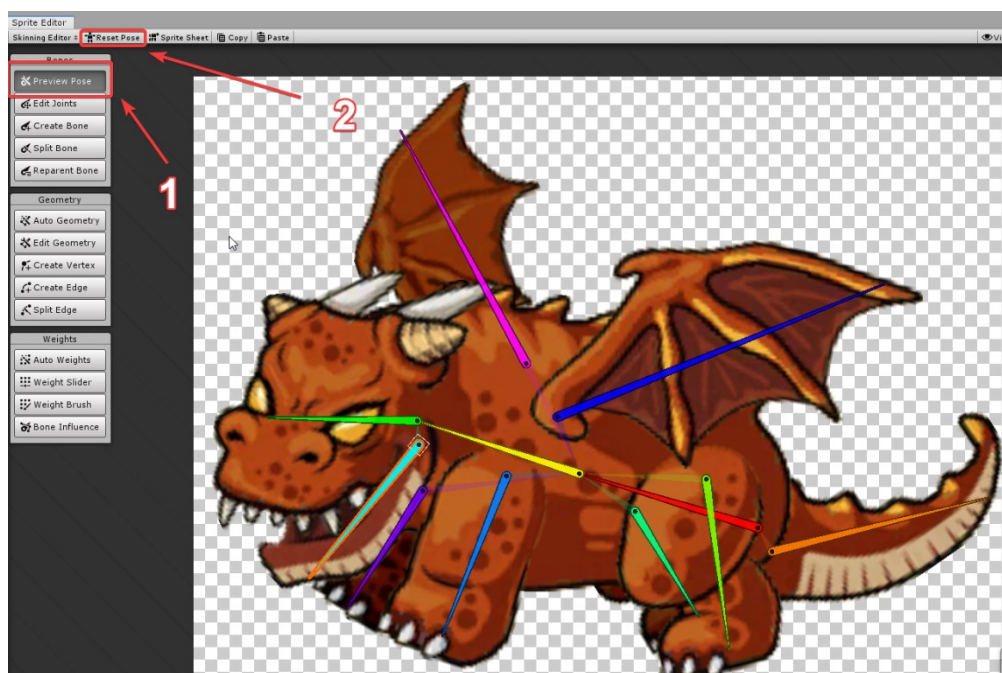 Sprite Editor
Skinning Editor Reset Pose Sprite Sheet Copy Paste
Bones
Preview Pose
Edit Joints
Create Bone
Split Bone
Reparent Bone
Geometry
Auto Geometry
Edit Geometry
Create Vertex
Create Edge
Split Edge
Weights
Auto Weights
Weight Slider
Weight Brush
Bone Influence
1
2